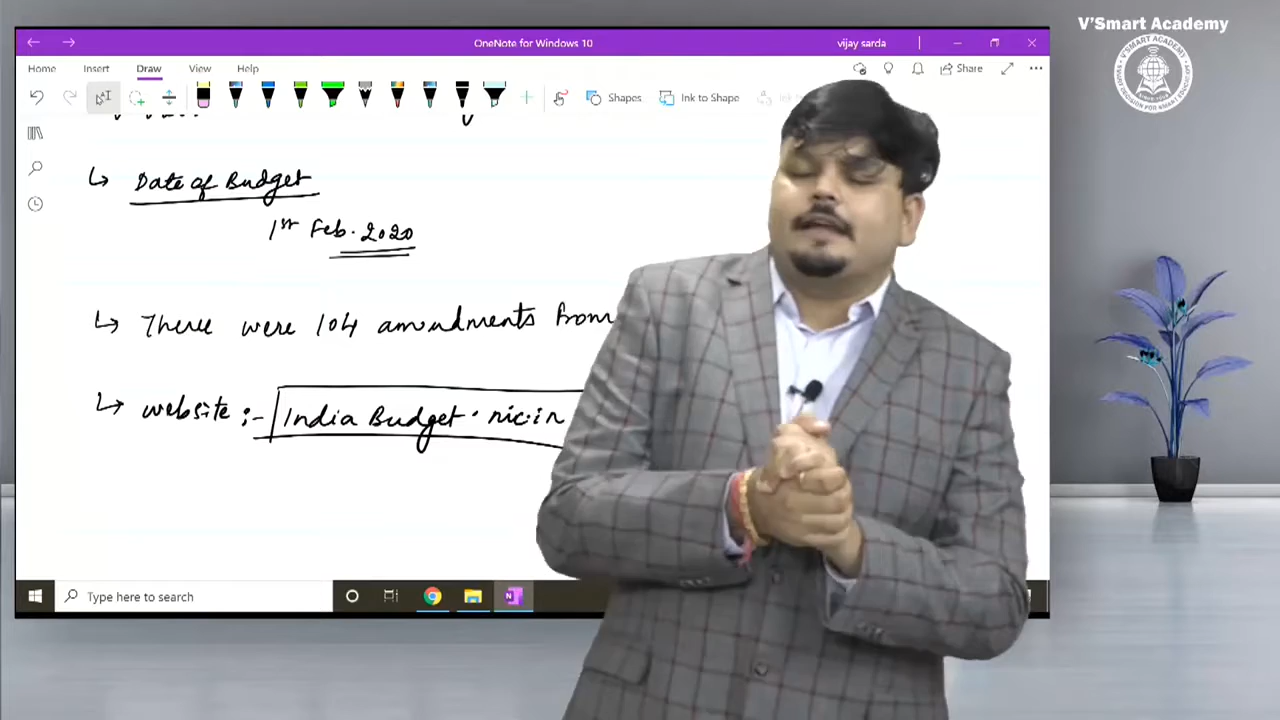 V'Smart Academy
OneNote for Windows 10
vijay sarda
Home Insert Draw View Help
Share
Shapes
Ink to Shape
Date of Budget
1st Feb. 2020
There were 104 amendments from
website :- India Budget.nic.in
Type here to search